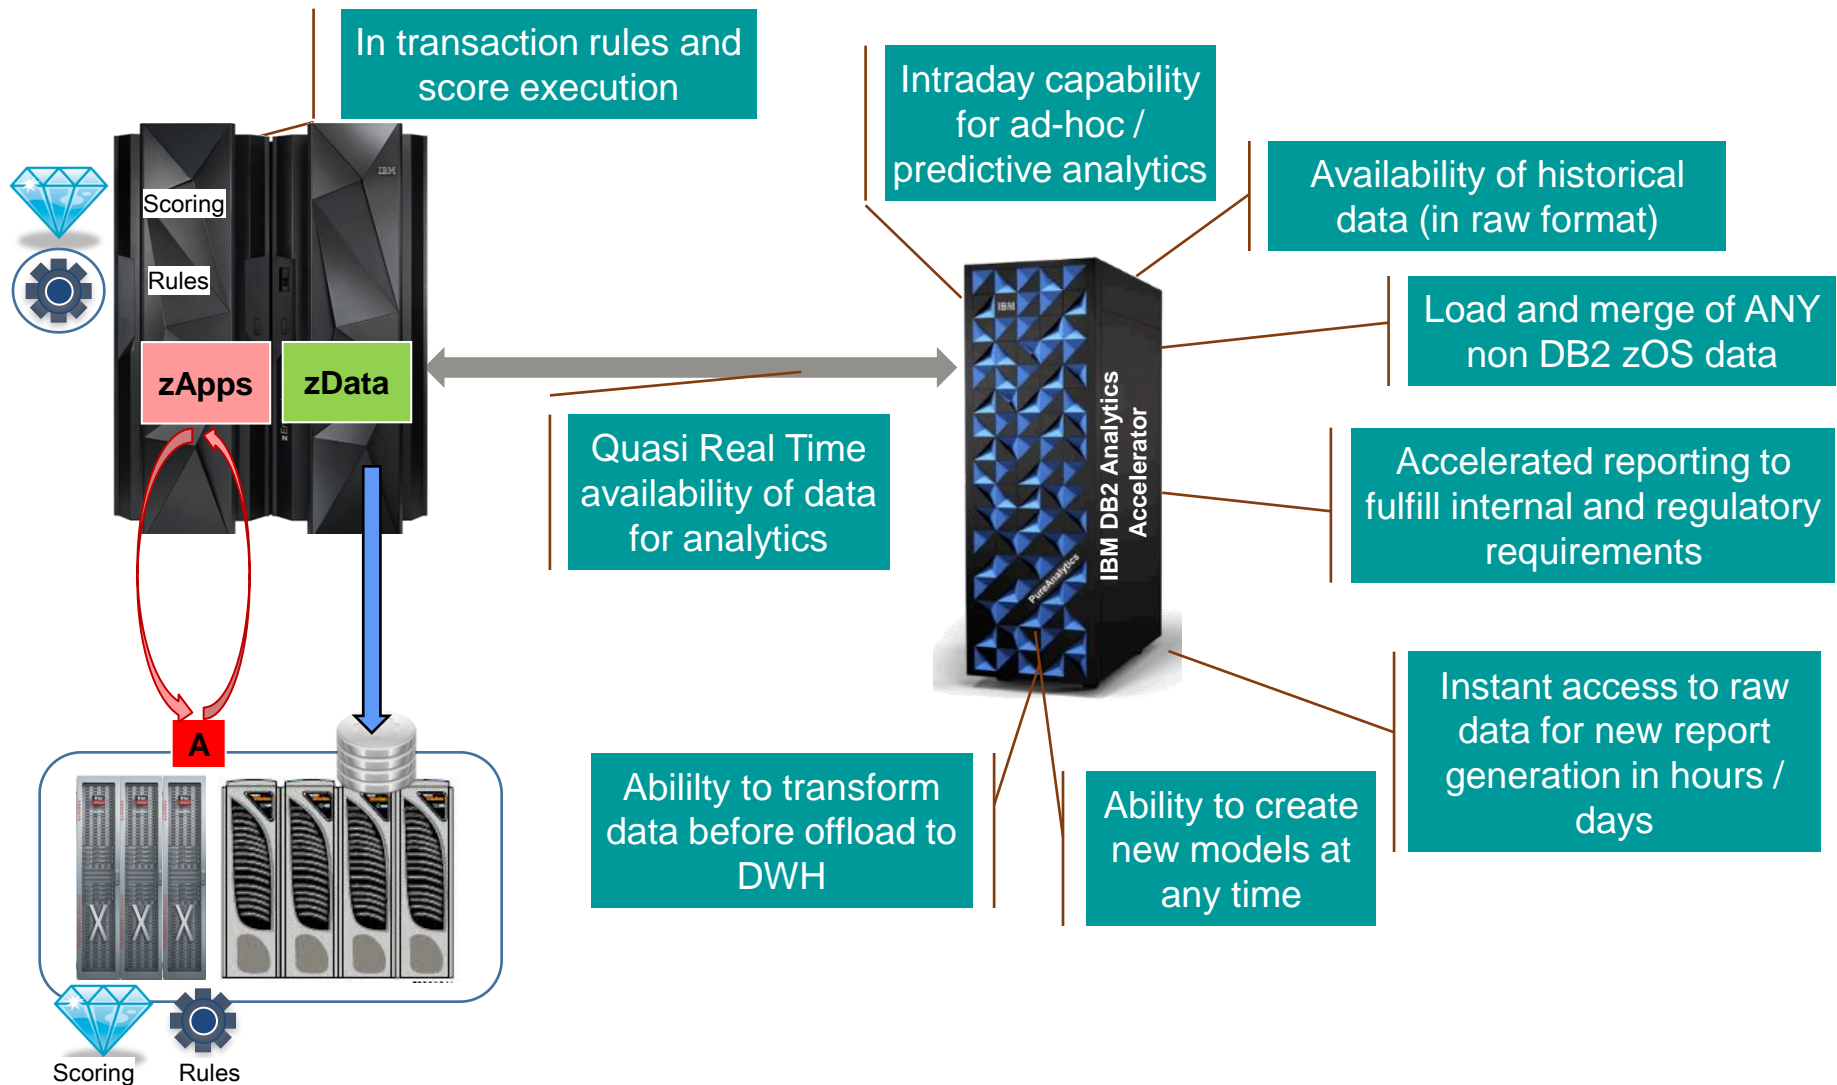 In transaction rules and
score execution
Intraday capability
for ad-hoc /
predictive analytics
Availability of historical
data (in raw format)
IBM
Scoring
Rules
IBM
Load and merge of ANY
non DB2 zOS data
zApps
zData
Quasi Real Time
availability of data
for analytics
IBM DB2 Analytics
Accelerator
PureAnalytics
Accelerated reporting to
fulfill internal and regulatory
requirements
Instant access to raw
data for new report
generation in hours /
days
A
Abililty to transform
data before offload to
DWH
Ability to create
new models at
any time
Scoring
Rules